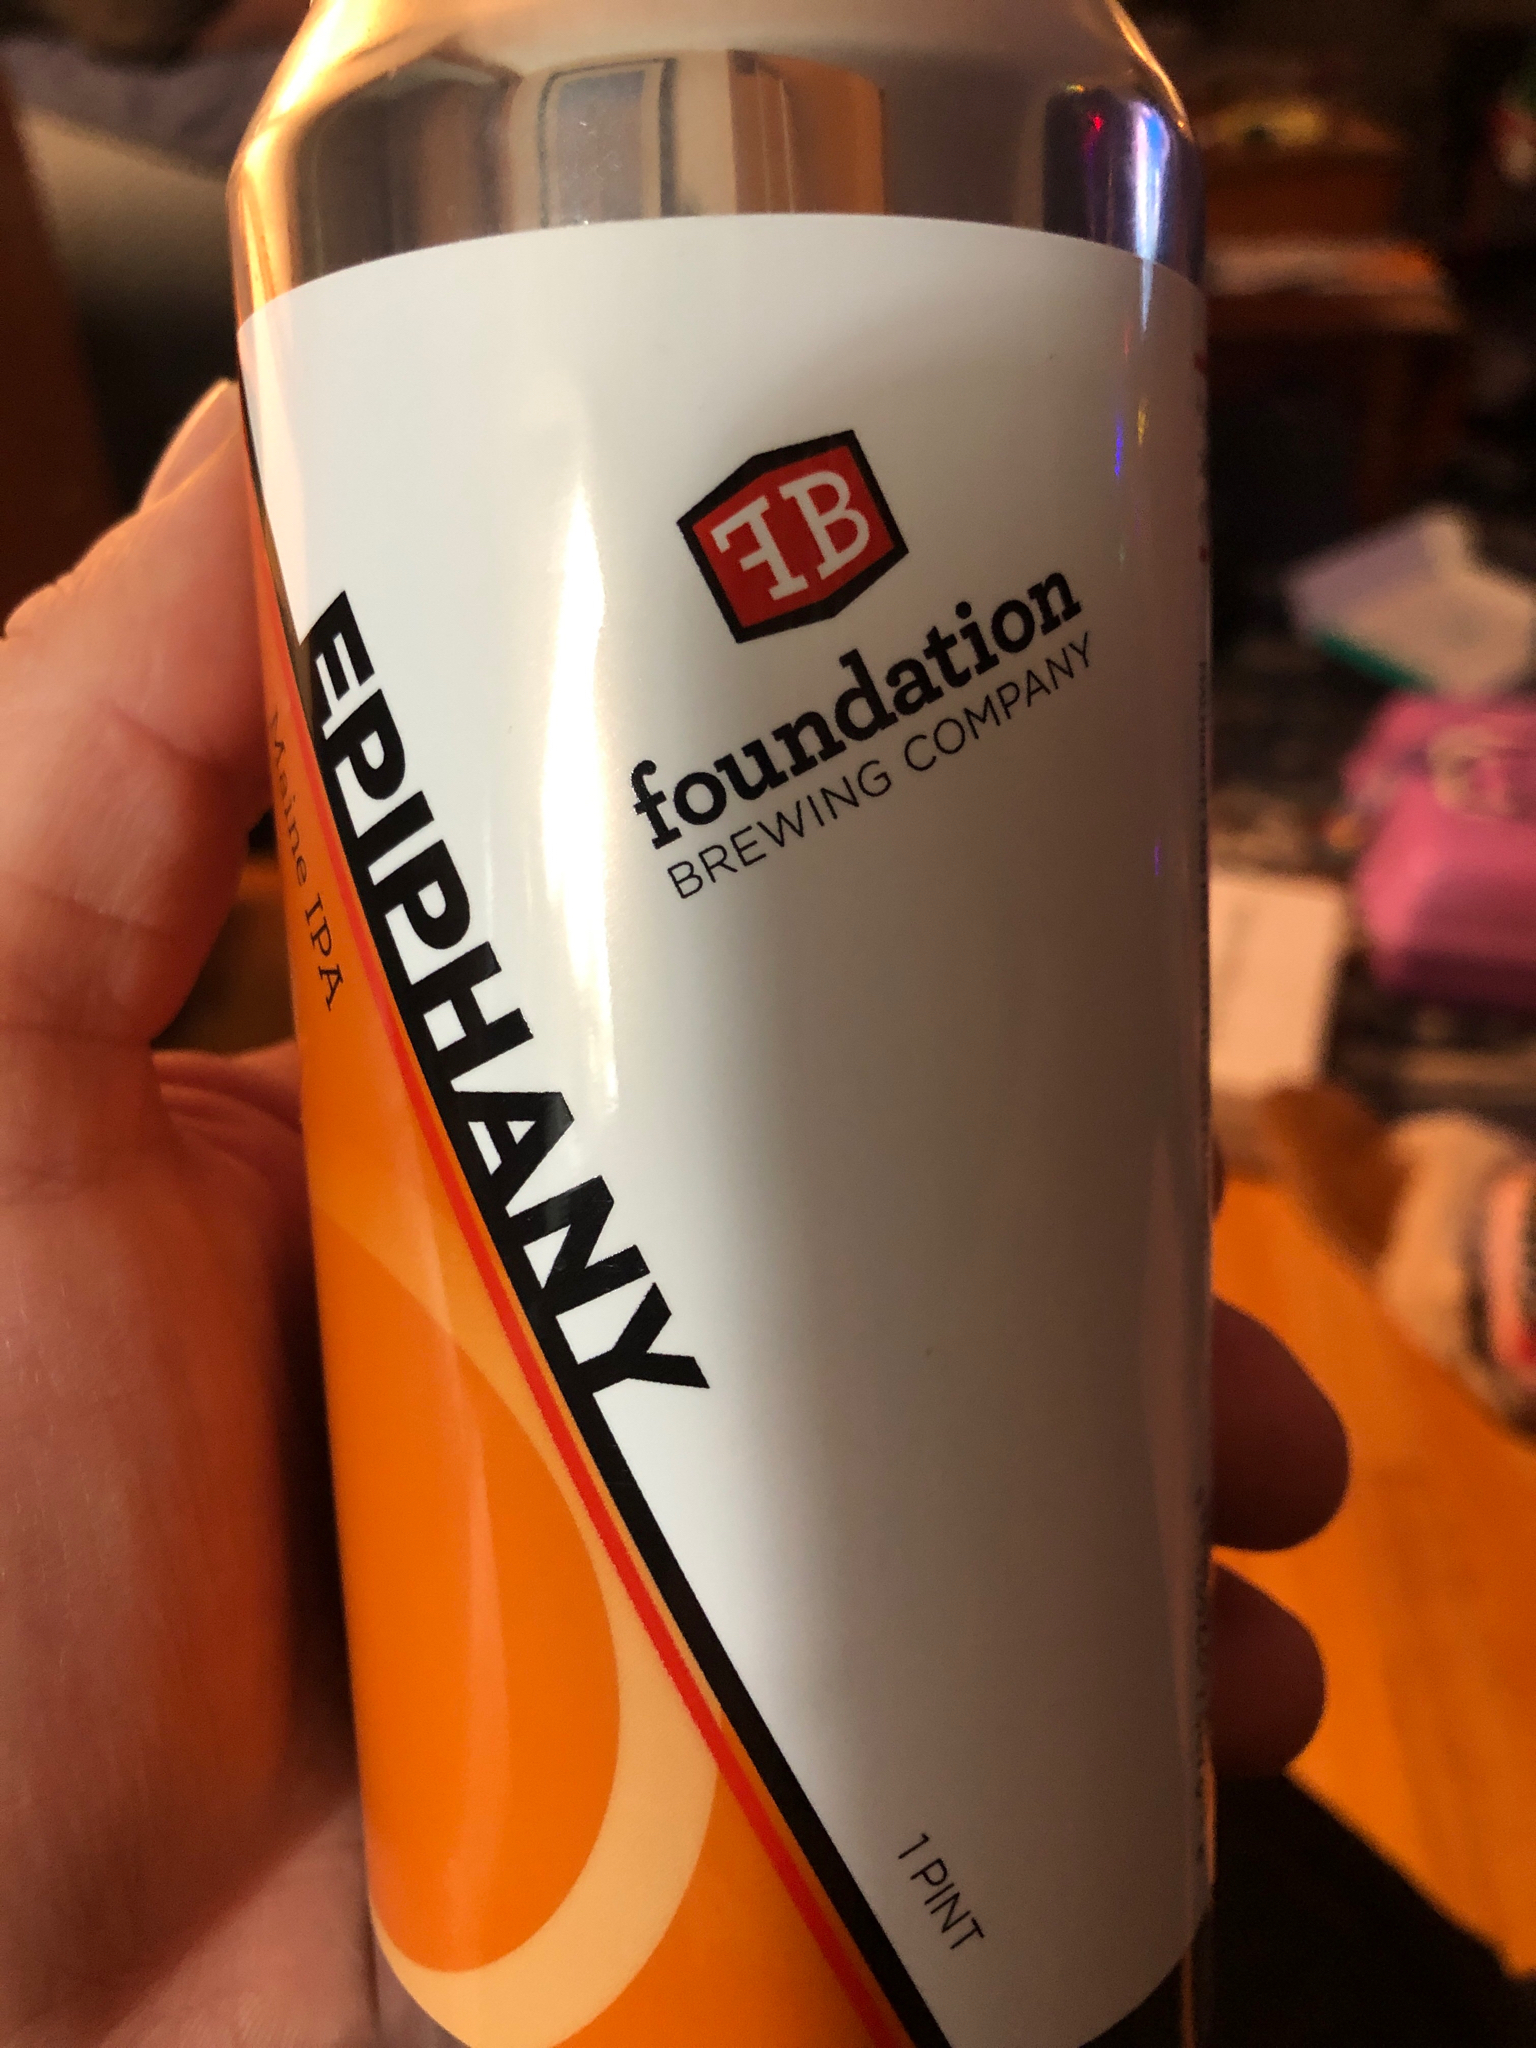 FB
foundation
BREWING COMPANY
EPIPHANY
Maine IPA
1 PINT